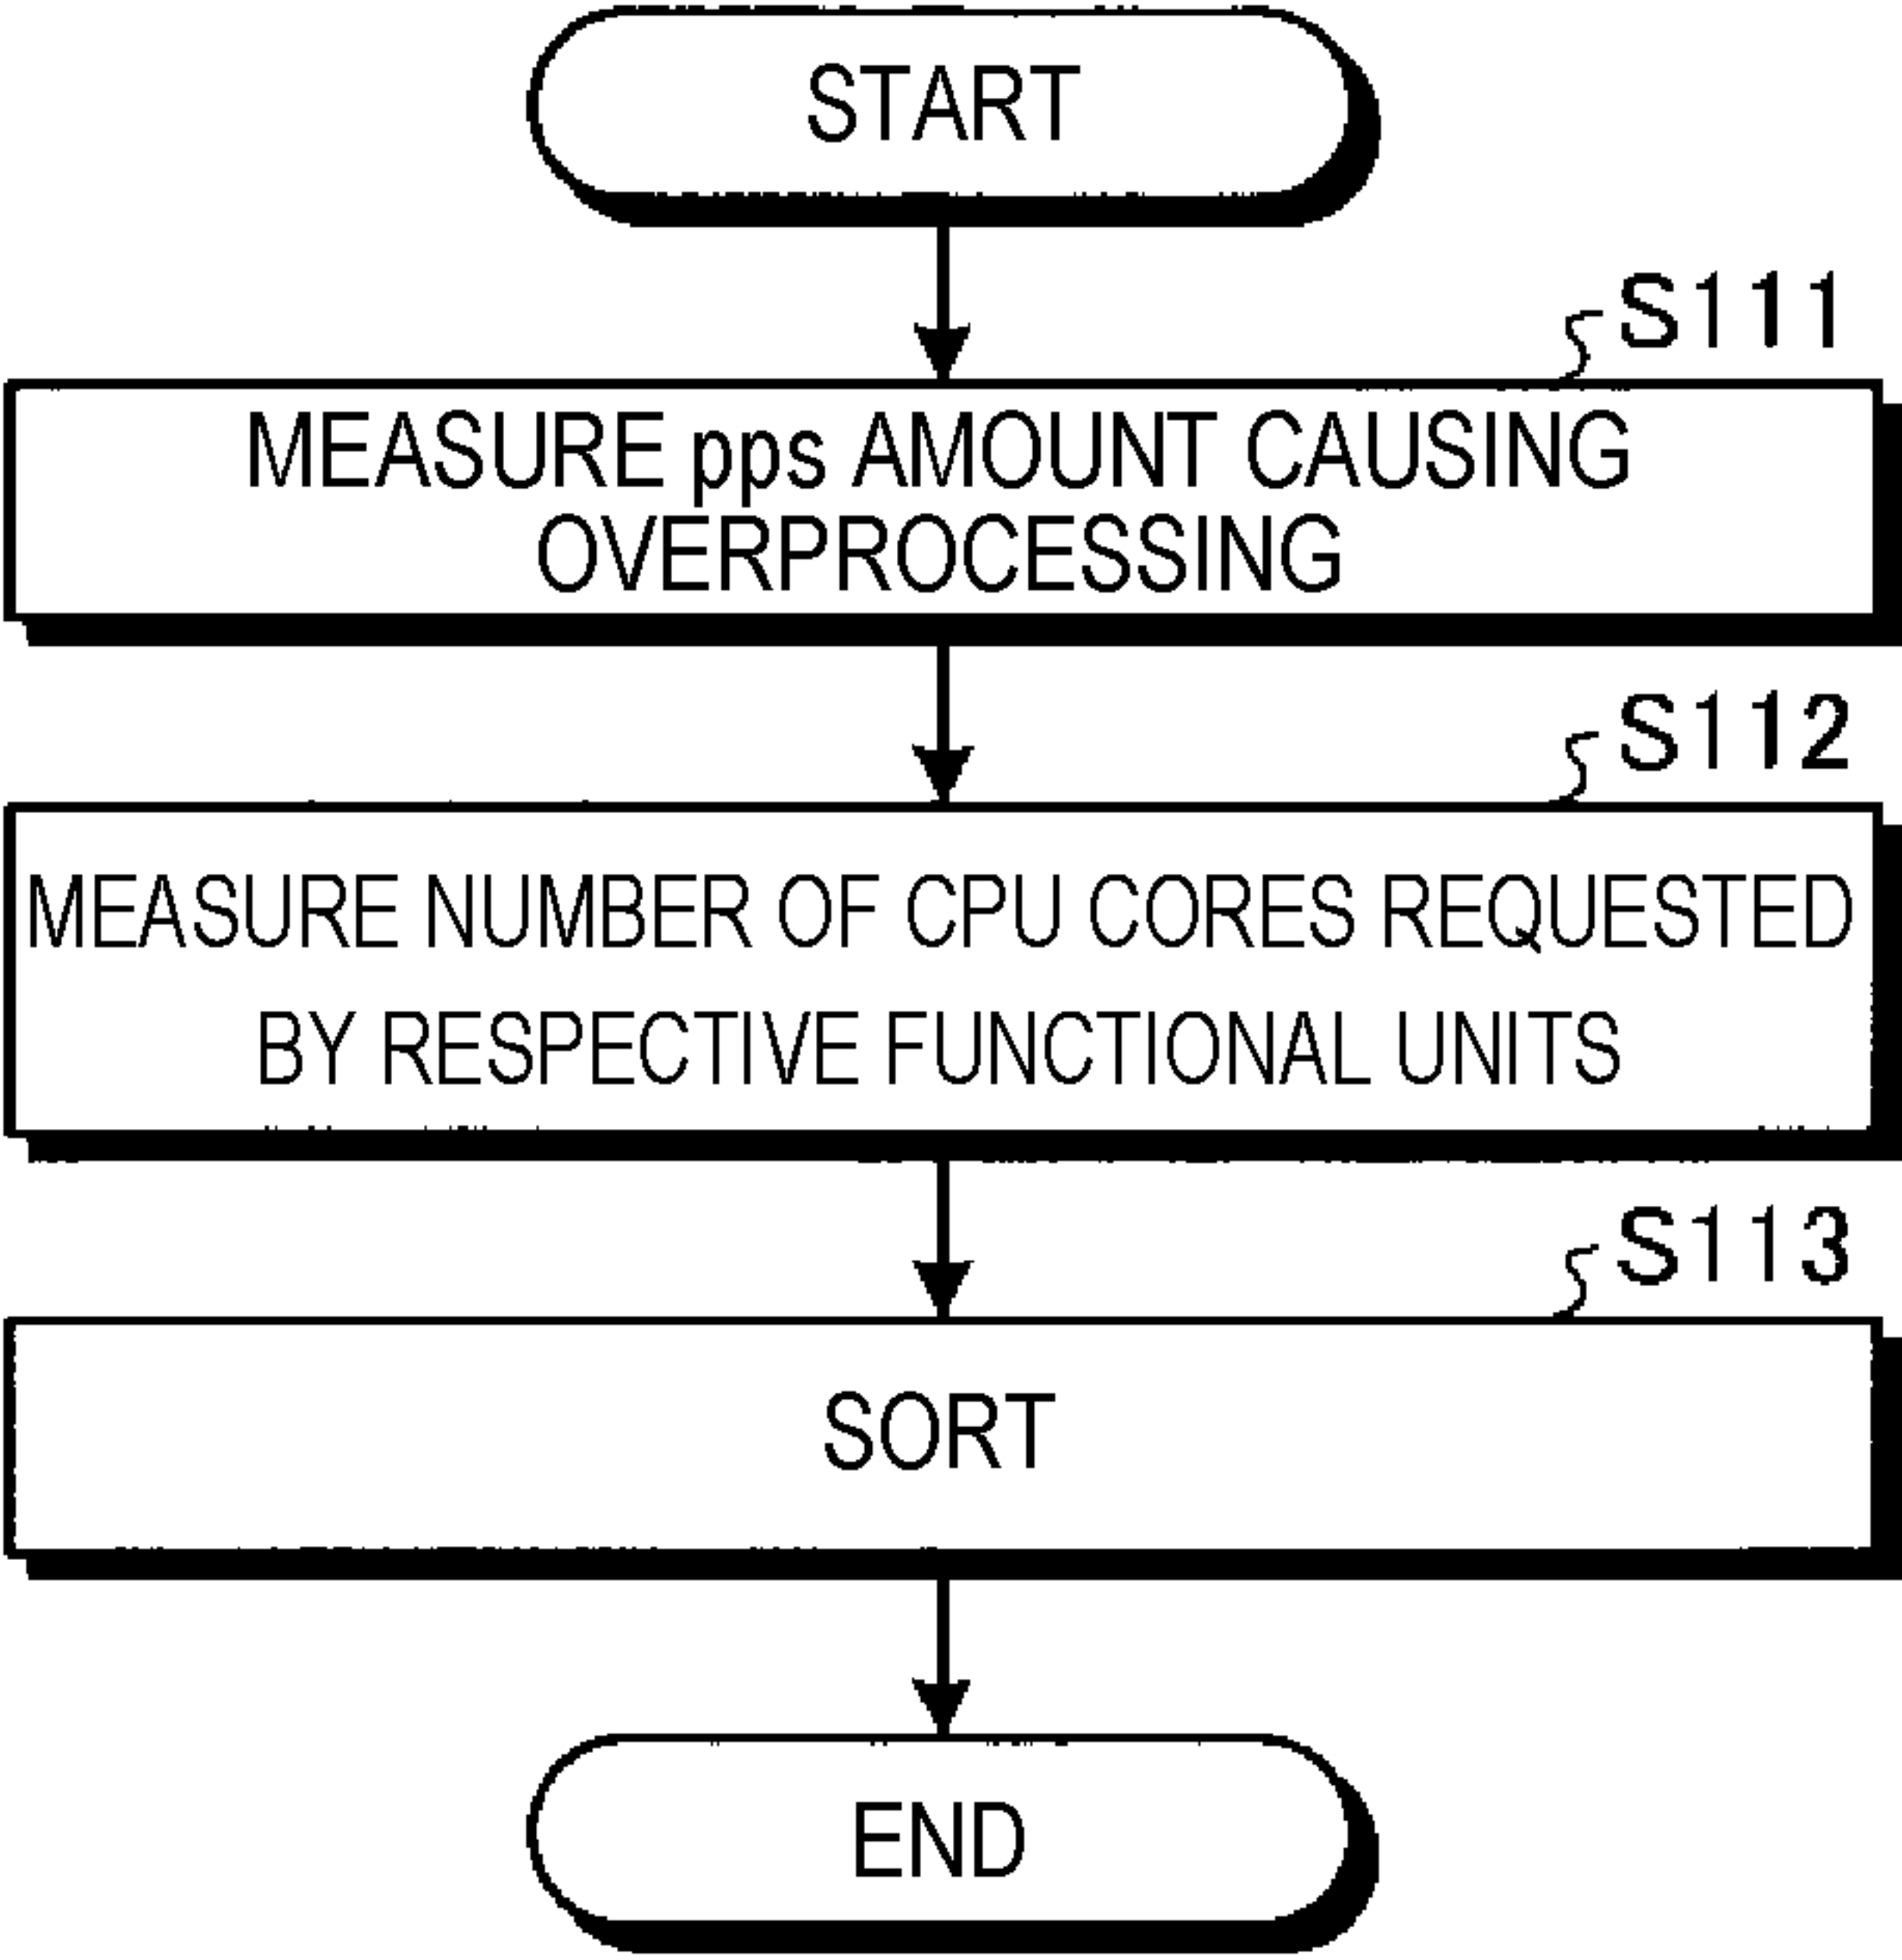 START
S111
MEASURE pps AMOUNT CAUSING
OVERPROCESSING
S112
MEASURE NUMBER OF CPU CORES REQUESTED
BY RESPECTIVE FUNCTIONAL UNITS
S113
SORT
END